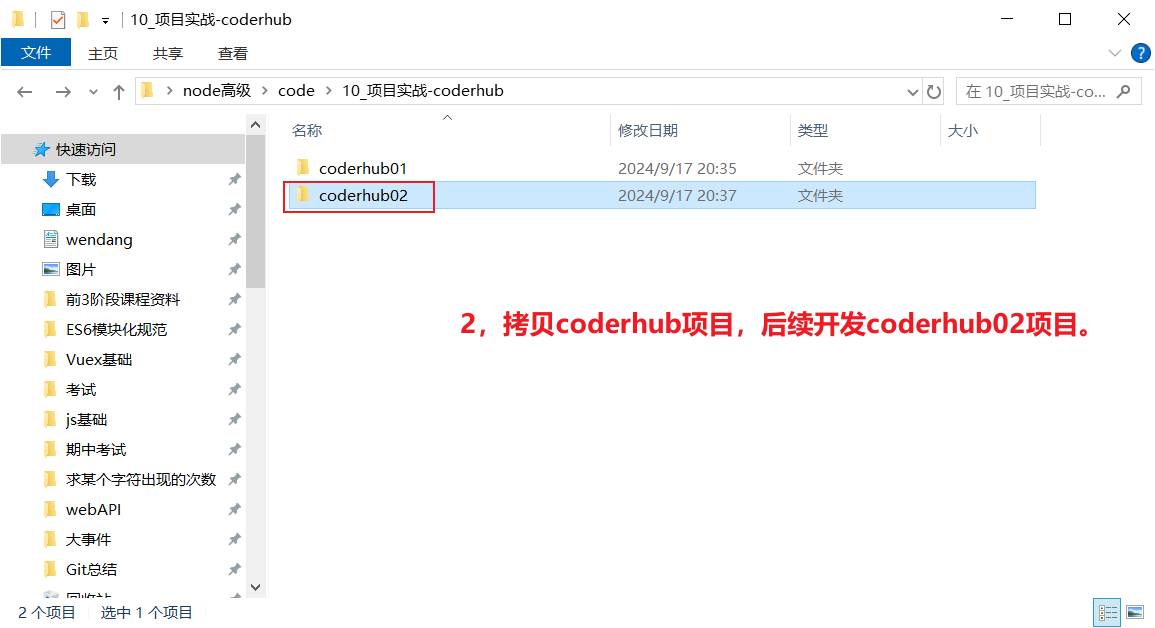 10_项目实战-coderhub
文件 主页 共享 查看
node高级 code 10_项目实战-coderhub 在 10_项目实战-co...
名称 修改日期 类型 大小
快速访问
下载
桌面
wendang
图片
前3阶段课程资料
ES6模块化规范
Vuex基础
考试
js基础
期中考试
求某个字符出现的次数
webAPI
大事件
Git总结
回收站
coderhub01 2024/9/17 20:35 文件夹
coderhub02 2024/9/17 20:37 文件夹
2，拷贝coderhub项目，后续开发coderhub02项目。
2 个项目 选中 1 个项目